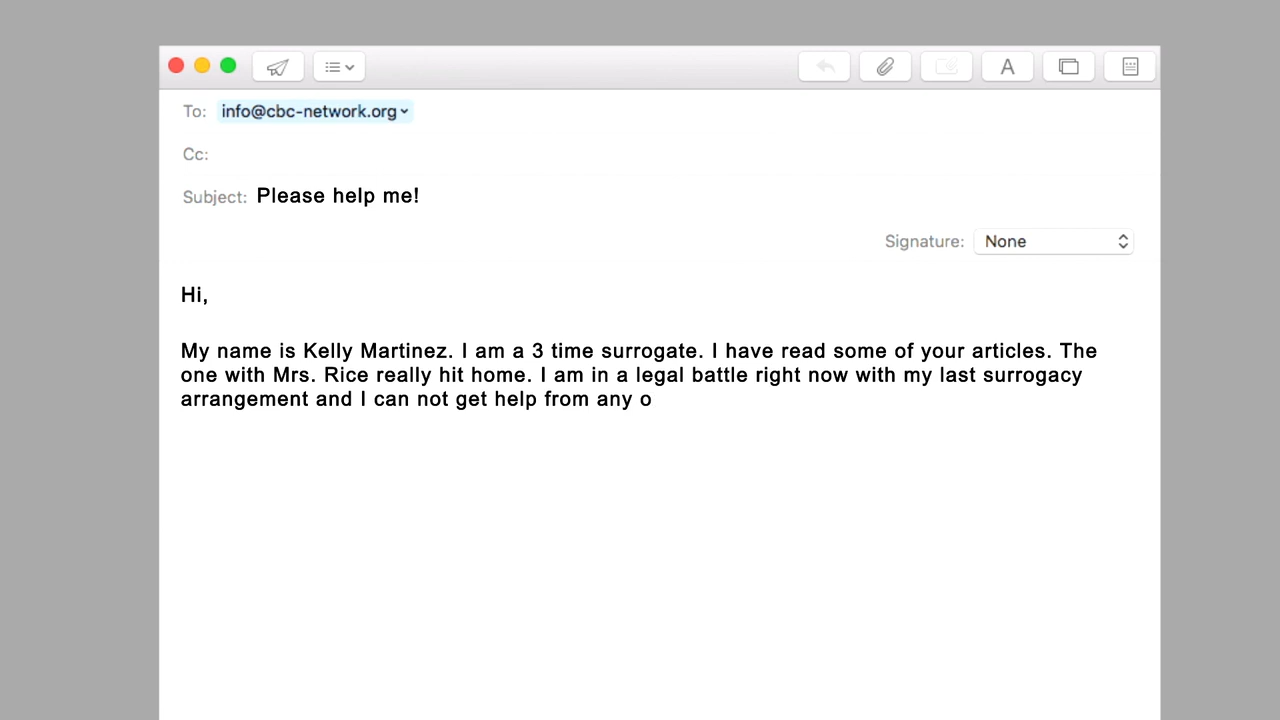 To: info@cbc-network.org
Cc:
Subject: Please help me!
Signature: None
Hi,
My name is Kelly Martinez. I am a 3 time surrogate. I have read some of your articles. The
one with Mrs. Rice really hit home. I am in a legal battle right now with my last surrogacy
arrangement and I can not get help from any o